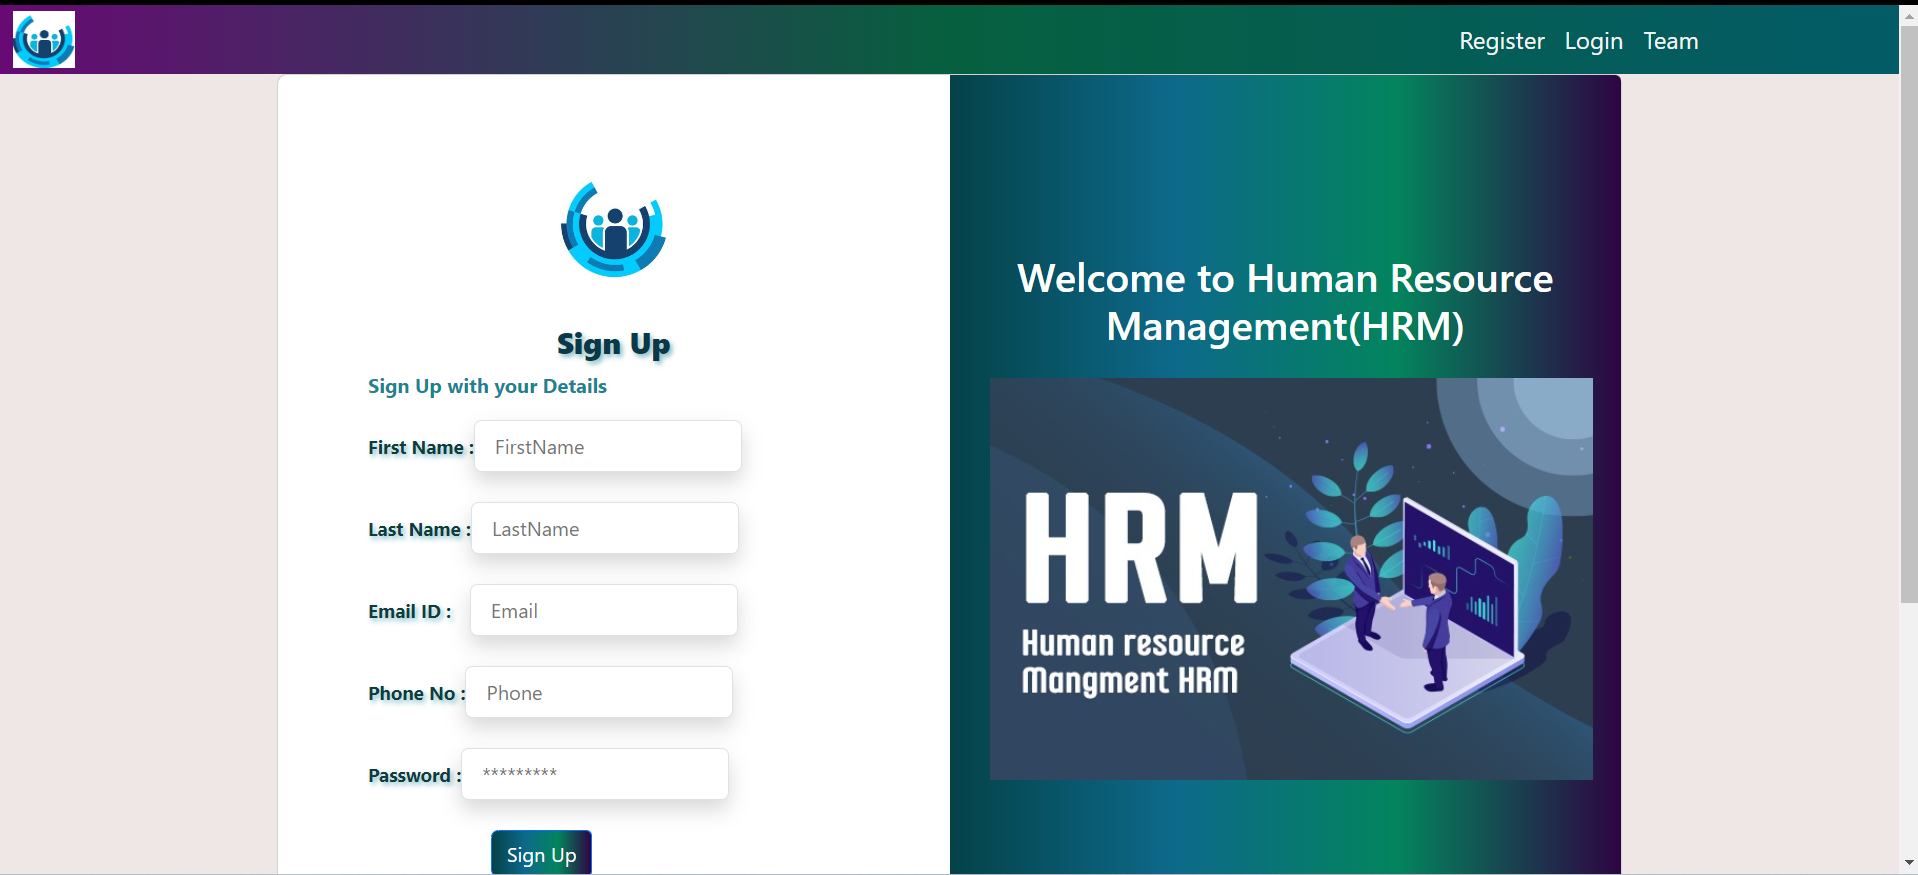 Register Login Team
Sign Up
Sign Up with your Details
First Name : FirstName
Last Name : LastName
Email ID : Email
Phone No : Phone
Password : *********
Sign Up
Welcome to Human Resource
Management(HRM)
HRM
Human resource
Mangment HRM